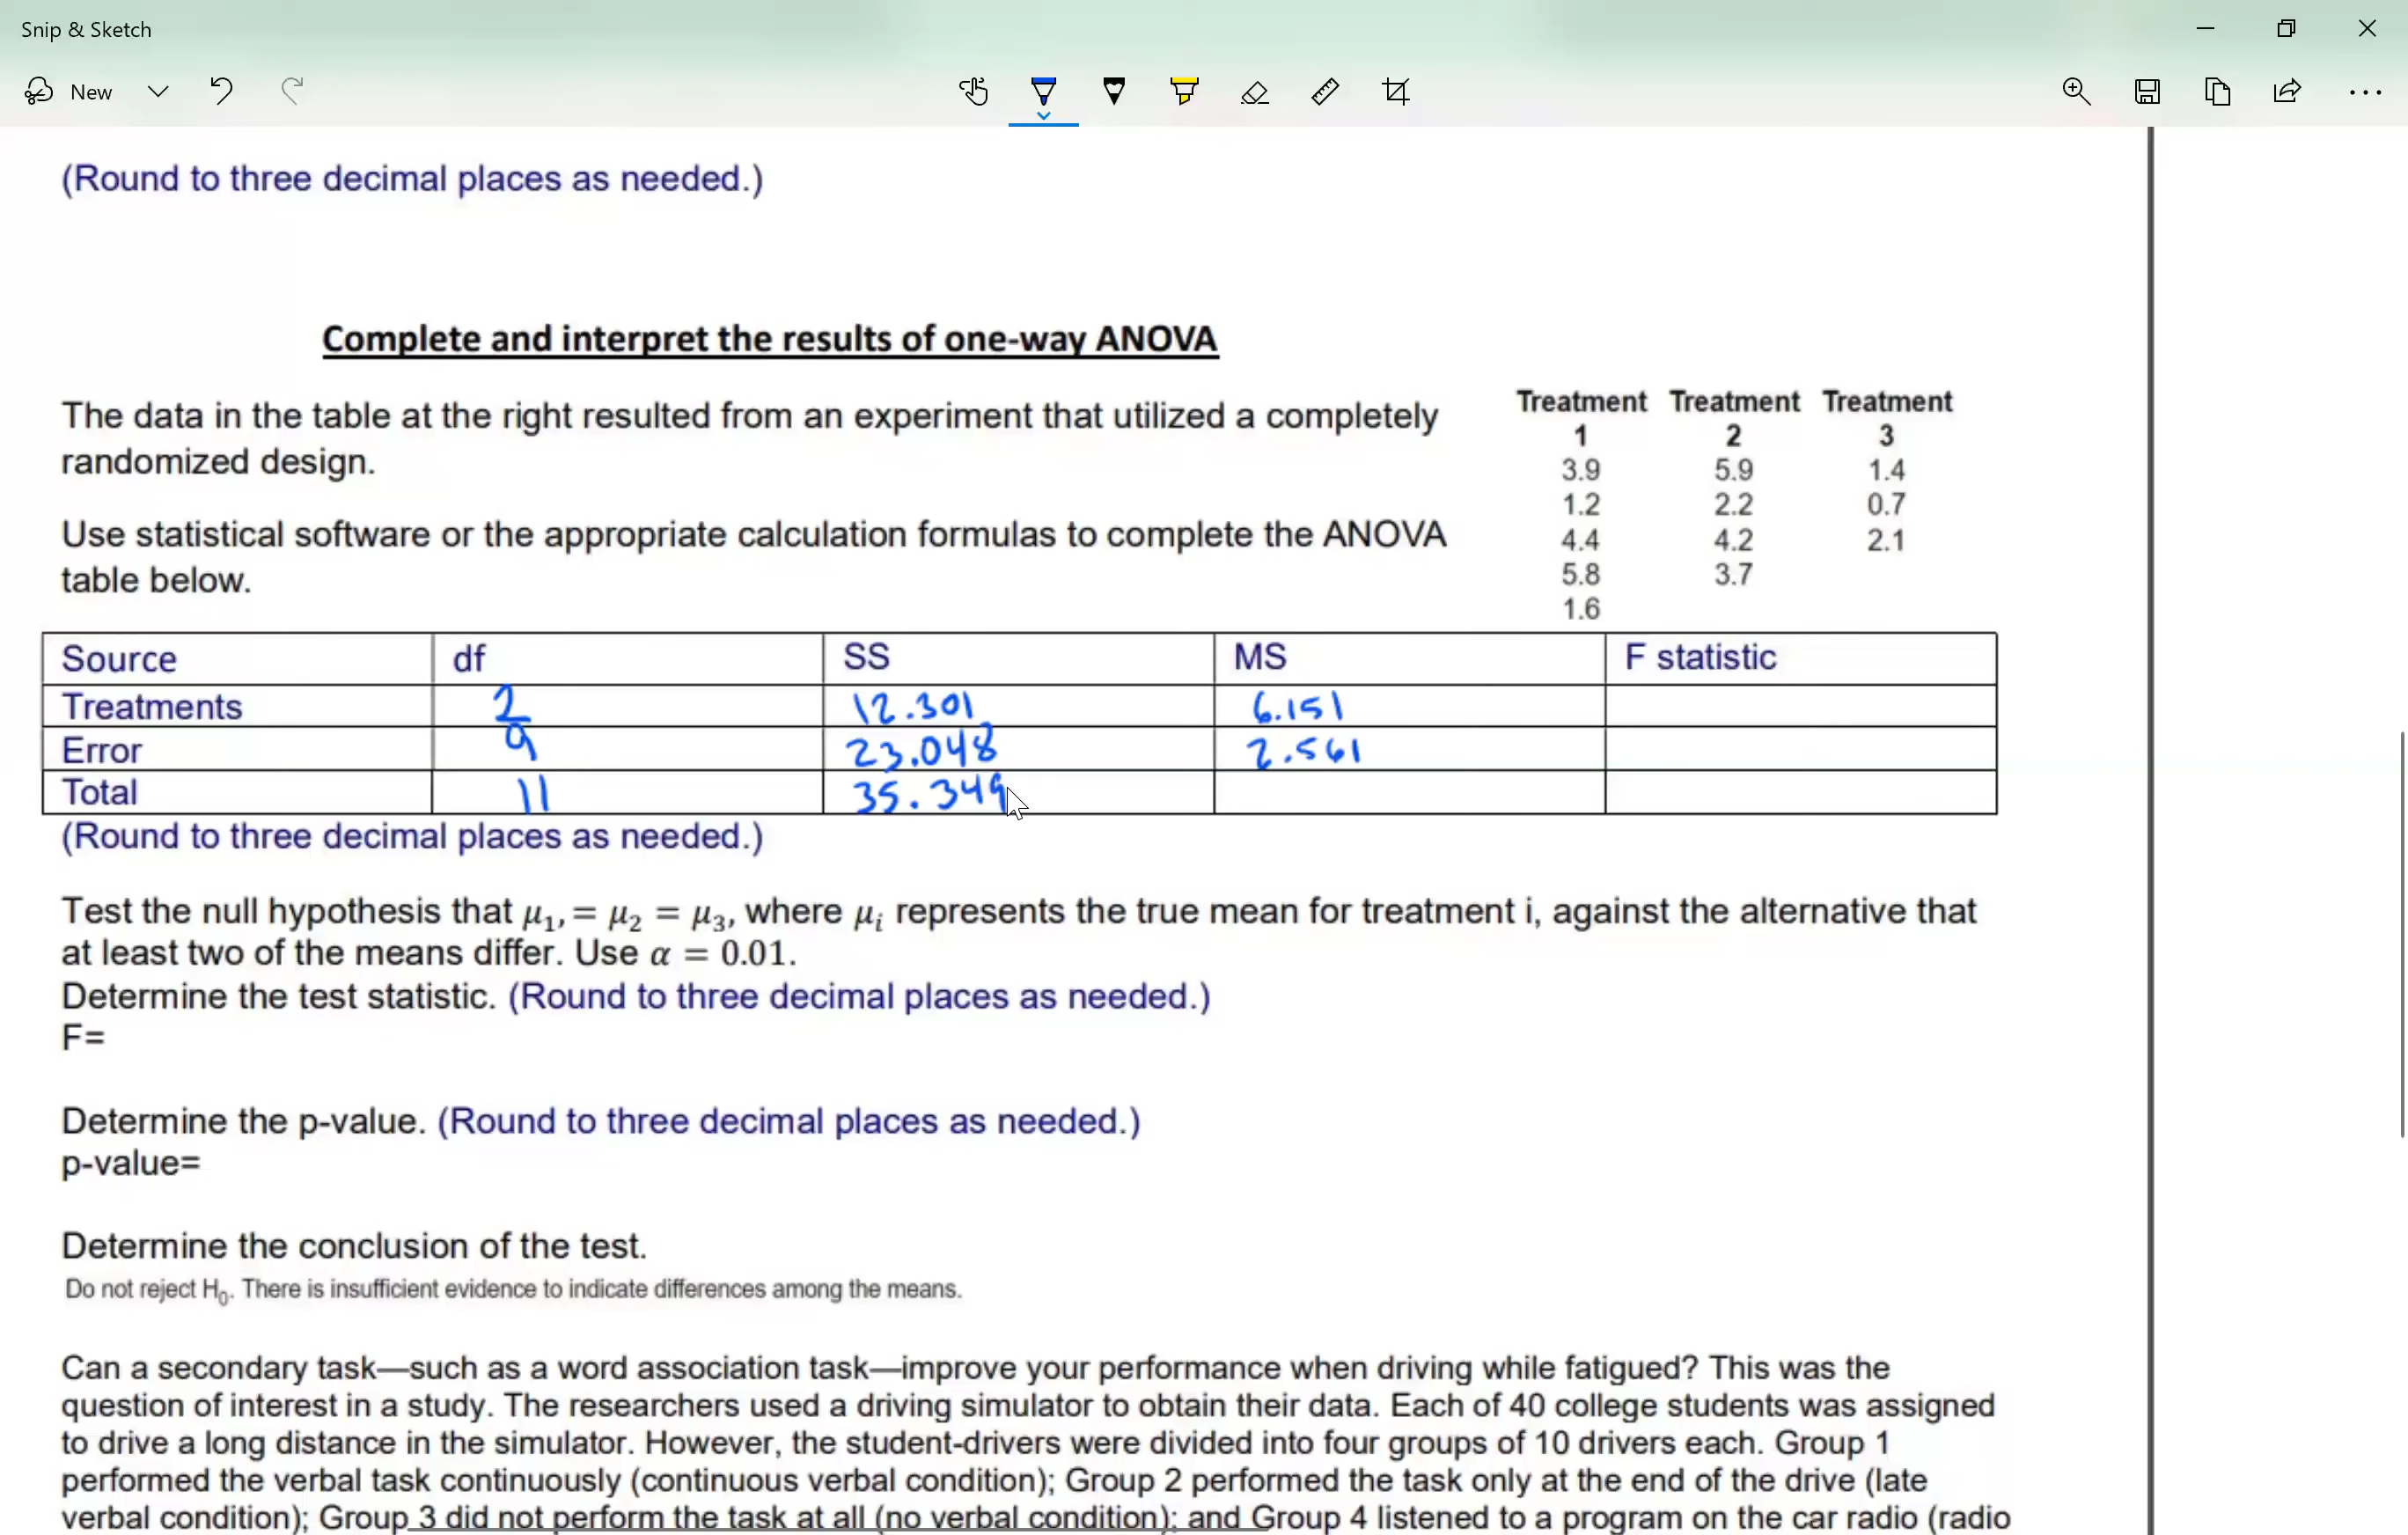 Snip & Sketch
New
(Round to three decimal places as needed.)
Complete and interpret the results of one-way ANOVA
The data in the table at the right resulted from an experiment that utilized a completely
randomized design.
Use statistical software or the appropriate calculation formulas to complete the ANOVA
table below.
Treatment Treatment Treatment
1 2 3
3.9 5.9 1.4
1.2 2.2 0.7
4.4 4.2 2.1
5.8 3.7
1.6
Source df SS MS F statistic
Treatments 2 12.301 6.151
Error 9 23.048 2.561
Total 11 35.349
(Round to three decimal places as needed.)
Test the null hypothesis that μ₁, = μ₂ = μ₃, where μᵢ represents the true mean for treatment i, against the alternative that
at least two of the means differ. Use α = 0.01.
Determine the test statistic. (Round to three decimal places as needed.)
F=
Determine the p-value. (Round to three decimal places as needed.)
p-value=
Determine the conclusion of the test.
Do not reject H₀. There is insufficient evidence to indicate differences among the means.
Can a secondary task—such as a word association task—improve your performance when driving while fatigued? This was the
question of interest in a study. The researchers used a driving simulator to obtain their data. Each of 40 college students was assigned
to drive a long distance in the simulator. However, the student-drivers were divided into four groups of 10 drivers each. Group 1
performed the verbal task continuously (continuous verbal condition); Group 2 performed the task only at the end of the drive (late
verbal condition); Group 3 did not perform the task at all (no verbal condition); and Group 4 listened to a program on the car radio (radio